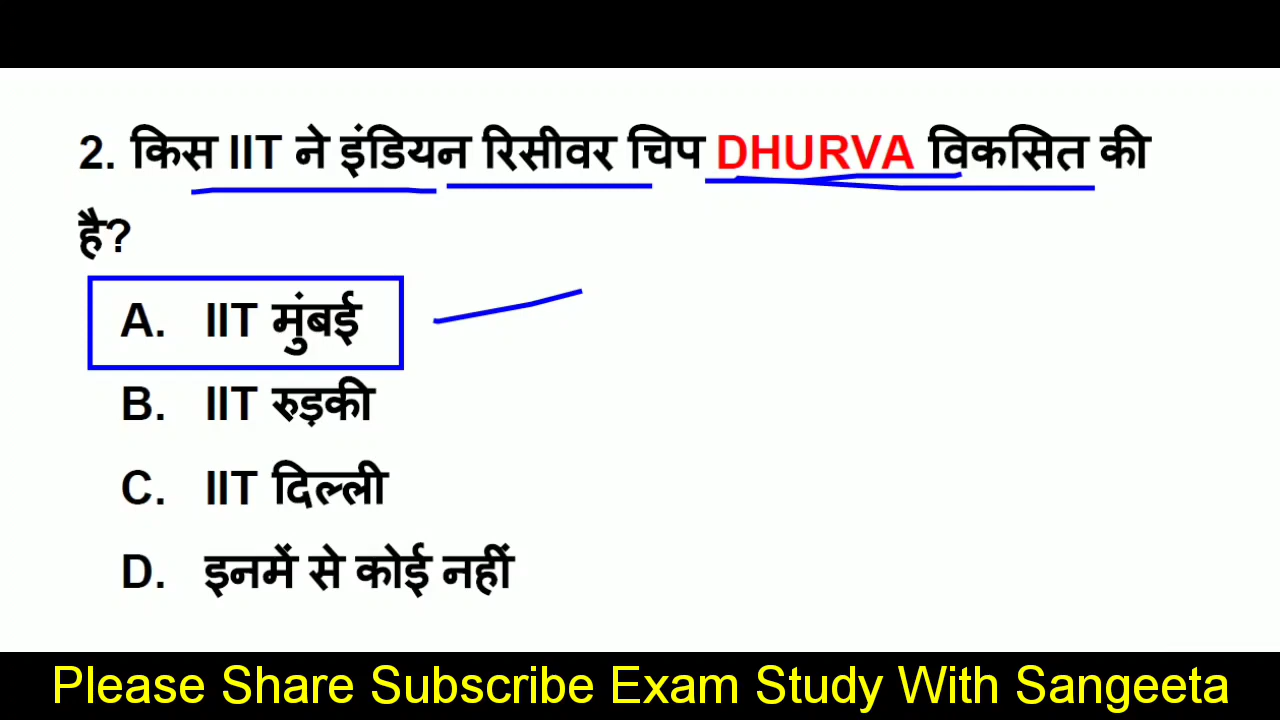 2. किस IIT ने इंडियन रिसीवर चिप DHURVA विकसित की
है?
A. IIT मुंबई
B. IIT रुड़की
C. IIT दिल्ली
D. इनमें से कोई नहीं
Please Share Subscribe Exam Study With Sangeeta